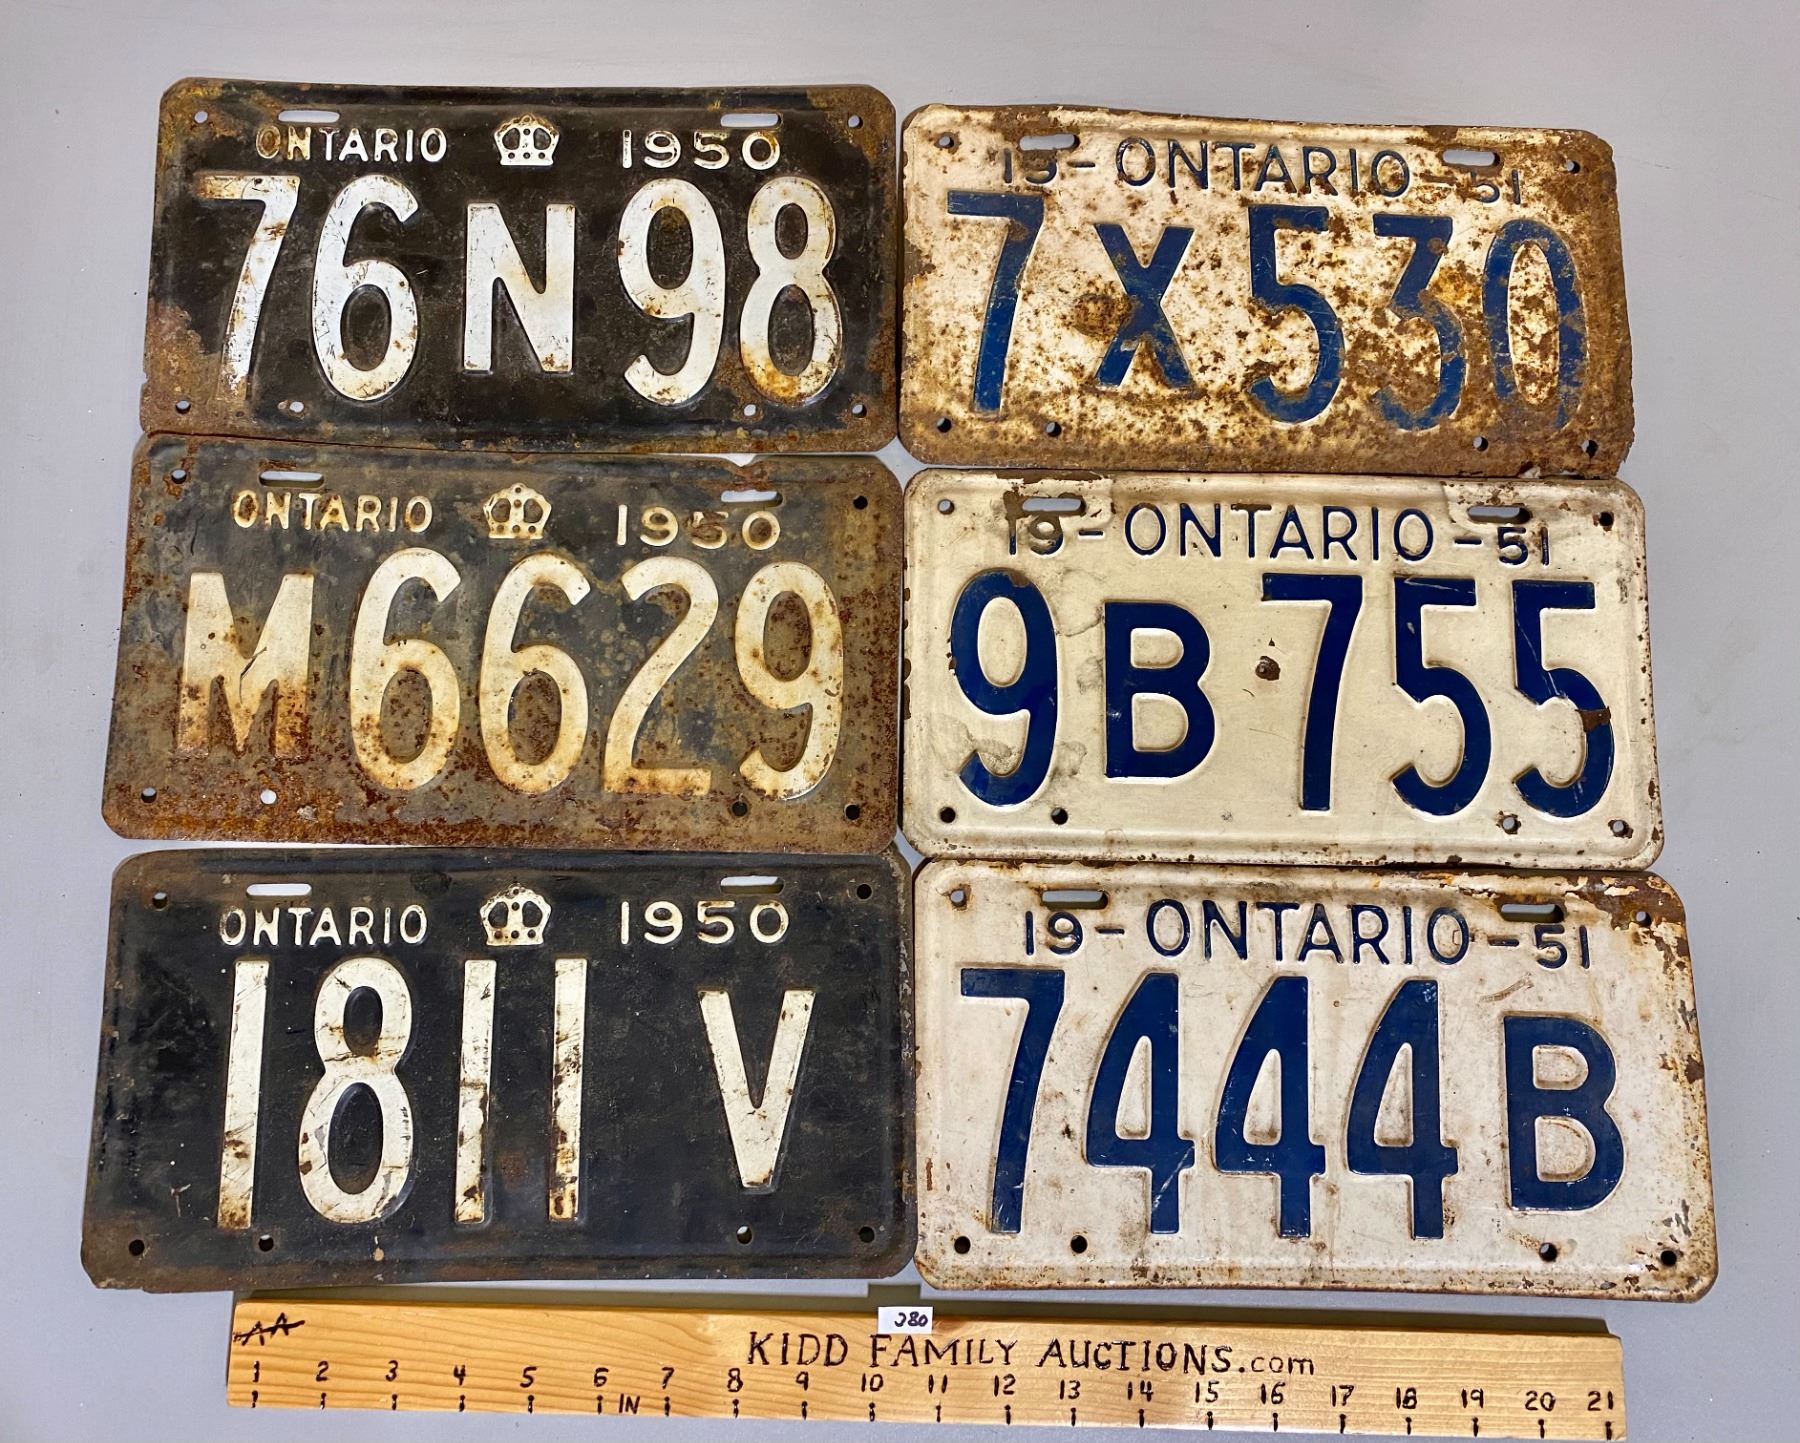 ONTARIO 1950
76N98
19-ONTARIO-51
7X530
ONTARIO 1950
M6629
19-ONTARIO-51
9B 755
ONTARIO 1950
1811 V
19-ONTARIO-51
7444B
280
AA
KIDD FAMILY AUCTIONS.com
1 2 3 4 5 6 IN 7 8 9 10 11 12 13 14 15 16 17 18 19 20 21